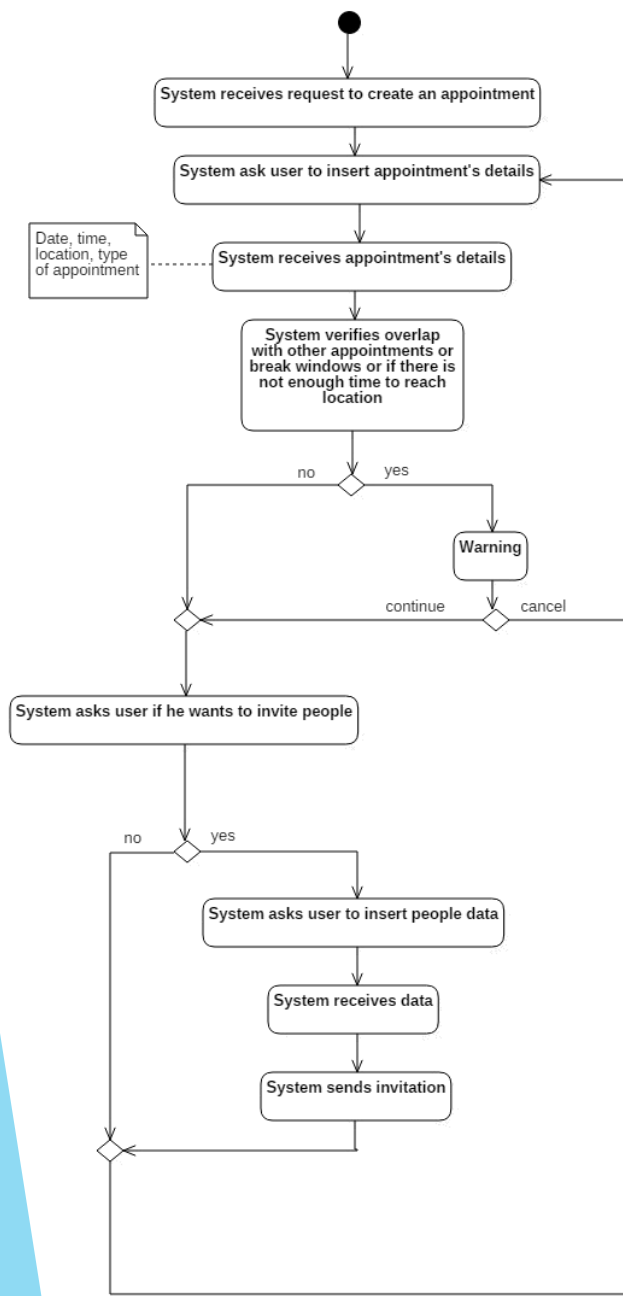 System receives request to create an appointment
System ask user to insert appointment's details
Date, time,
location, type
of appointment
System receives appointment's details
System verifies overlap
with other appointments or
break windows or if there is
not enough time to reach
location
no
yes
Warning
continue
cancel
System asks user if he wants to invite people
no
yes
System asks user to insert people data
System receives data
System sends invitation